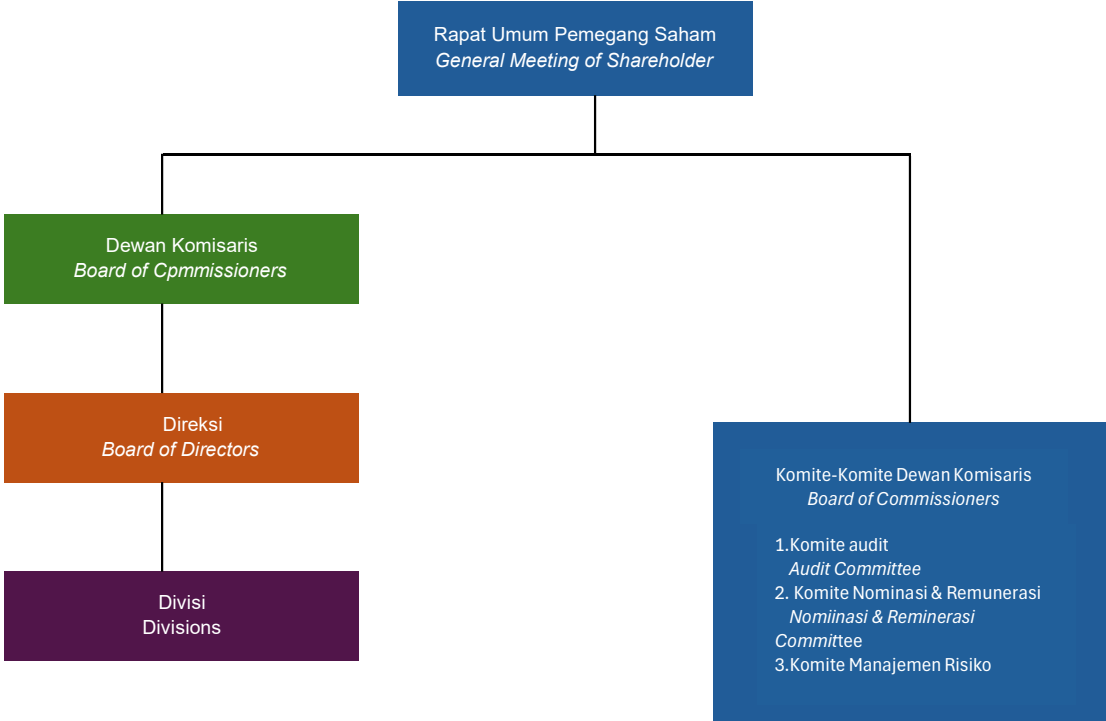 Rapat Umum Pemegang Saham
General Meeting of Shareholder
Dewan Komisaris
Board of Cpmmissioners
Direksi
Board of Directors
Divisi
Divisions
Komite-Komite Dewan Komisaris
Board of Commissioners
1.Komite audit
Audit Committee
2. Komite Nominasi & Remunerasi
Nomiinasi & Reminerasi
Committee
3.Komite Manajemen Risiko